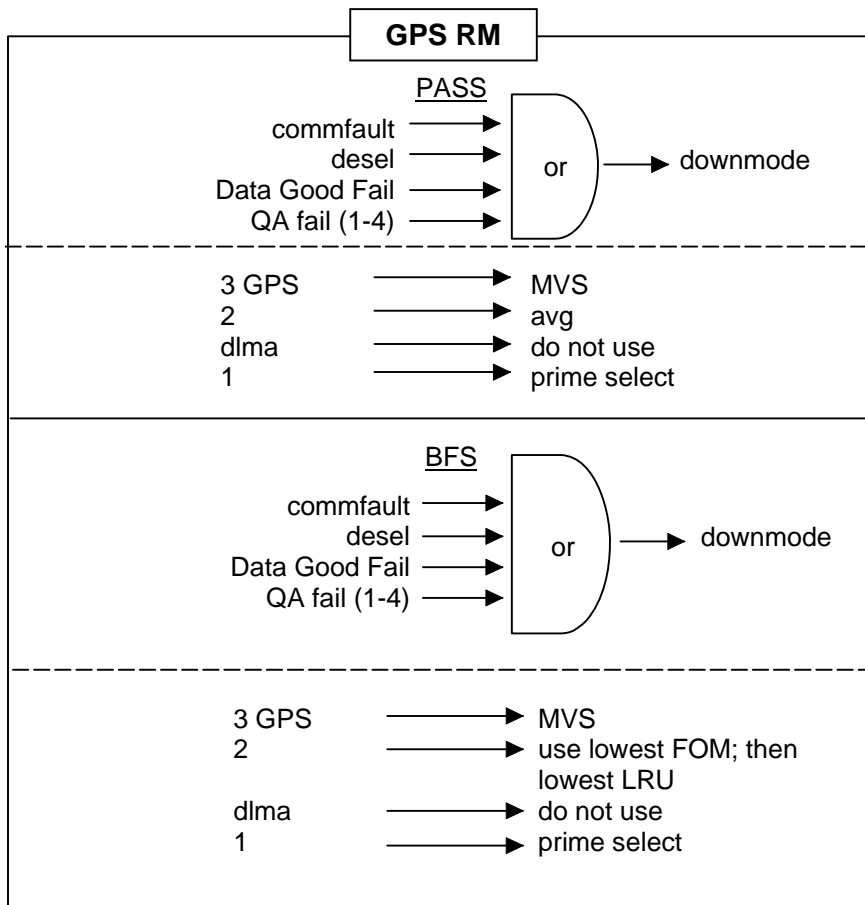 GPS RM
PASS
commfault
desel
Data Good Fail
QA fail (1-4)
or
downmode
3 GPS MVS
2 avg
dlma do not use
1 prime select
BFS
commfault
desel
Data Good Fail
QA fail (1-4)
or
downmode
3 GPS MVS
2 use lowest FOM; then
lowest LRU
dlma do not use
1 prime select